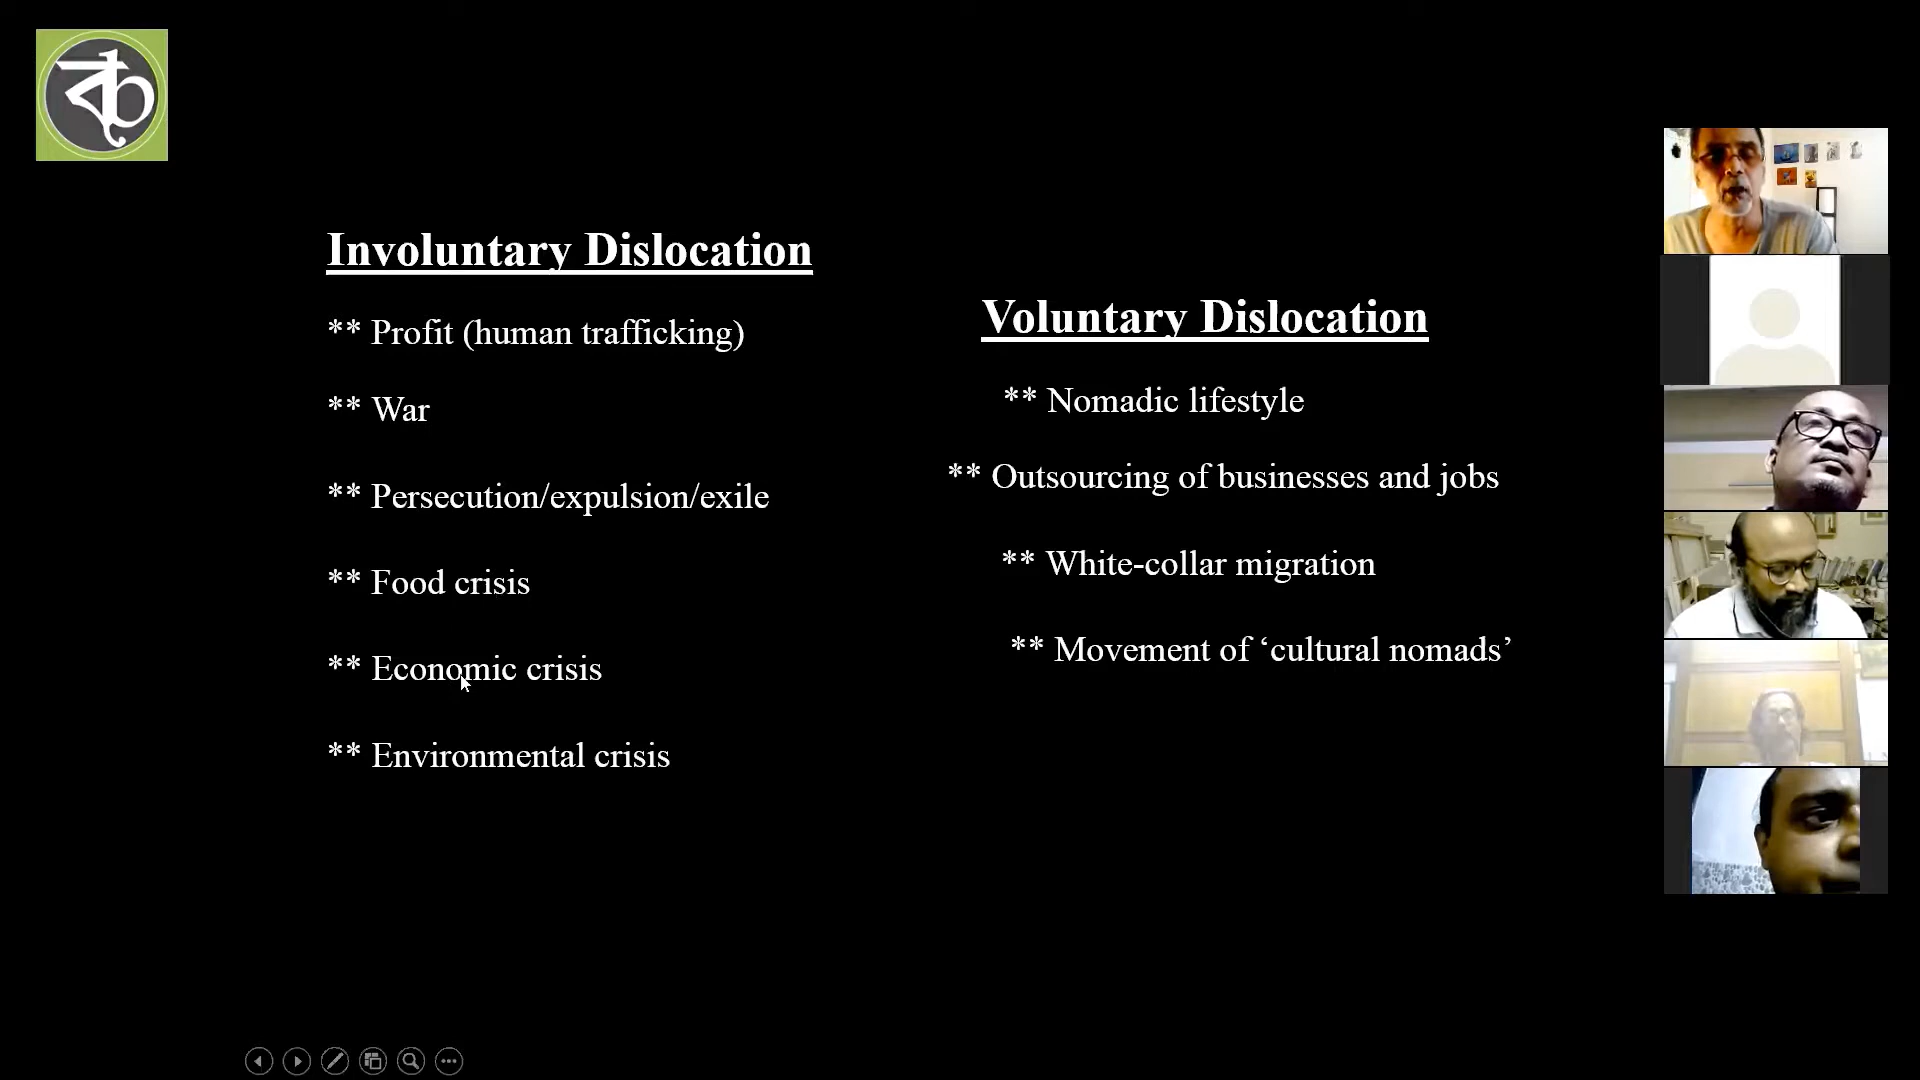 Involuntary Dislocation
** Profit (human trafficking)
** War
** Persecution/expulsion/exile
** Food crisis
** Economic crisis
** Environmental crisis
Voluntary Dislocation
** Nomadic lifestyle
** Outsourcing of businesses and jobs
** White-collar migration
** Movement of ‘cultural nomads’